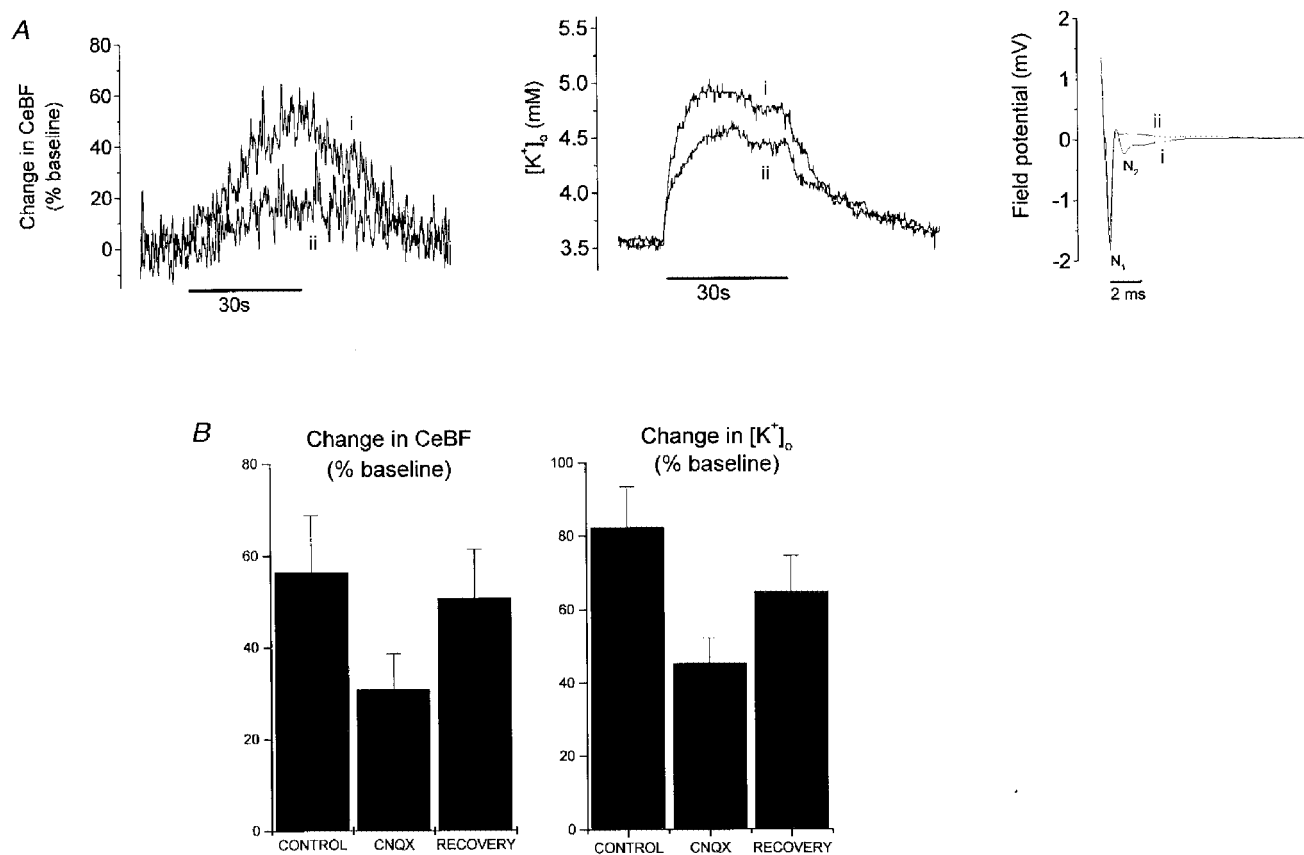 A
Change in CeBF
(% baseline)
80
60
40
20
0
i
ii
30s
[K+]o (mM)
5.5
5.0
4.5
4.0
3.5
i
ii
30s
Field potential (mV)
2
1
0
-1
-2
ii
i
N2
N1
2 ms
B
Change in CeBF
(% baseline)
80
60
40
20
0
CONTROL CNQX RECOVERY
Change in [K+]o
(% baseline)
100
80
60
40
20
0
CONTROL CNQX RECOVERY